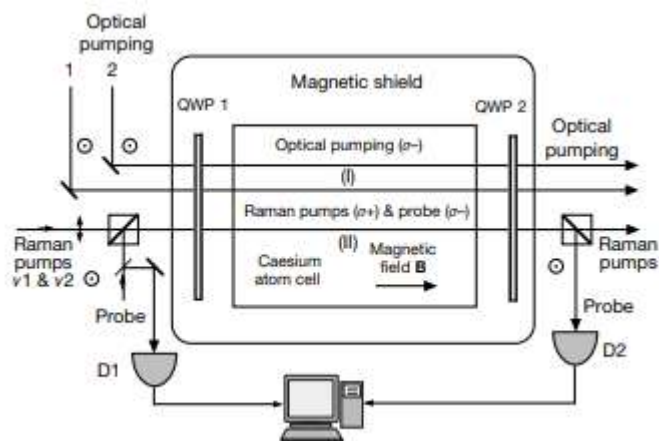 Optical
pumping
1 2
Magnetic shield
QWP 1
QWP 2
Optical pumping (σ−)
Optical
pumping
(I)
Raman pumps (σ+) & probe (σ−)
(II)
Raman
pumps
ν1 & ν2
Caesium
atom cell
Magnetic
field B
Raman
pumps
Probe
Probe
D1
D2